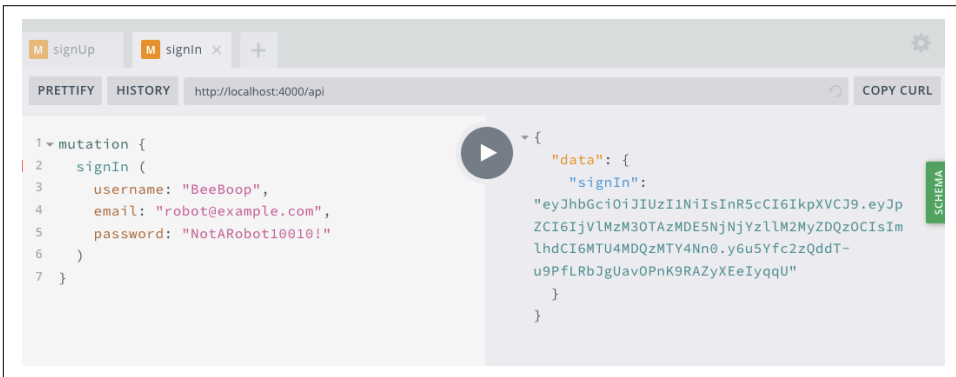 M signUp M signIn × +
PRETTIFY HISTORY http://localhost:4000/api COPY CURL
1 mutation {
2 signIn (
3 username: "BeeBoop",
4 email: "robot@example.com",
5 password: "NotARobot10010!"
6 )
7 }
{
"data": {
"signIn":
"eyJhbGciOiJIUzI1NiIsInR5cCI6IkpXVCJ9.eyJp
ZCI6IjVlMzM3OTAzMDE5NjNjYzllM2MyZDQzOCIsIm
lhdCI6MTU4MDQzMTY4Nn0.y6u5Yfc2zQddT-
u9PfLRbJgUavOPnK9RAZyXEeIyqqU"
}
}
SCHEMA